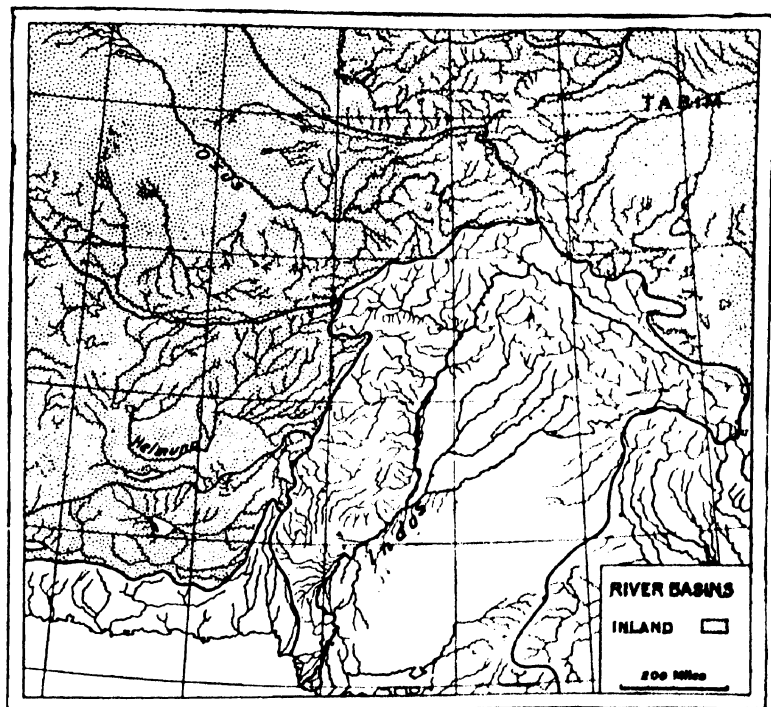 TARIM
Oxus
Helmund
Indus
RIVER BASINS
INLAND
200 Miles